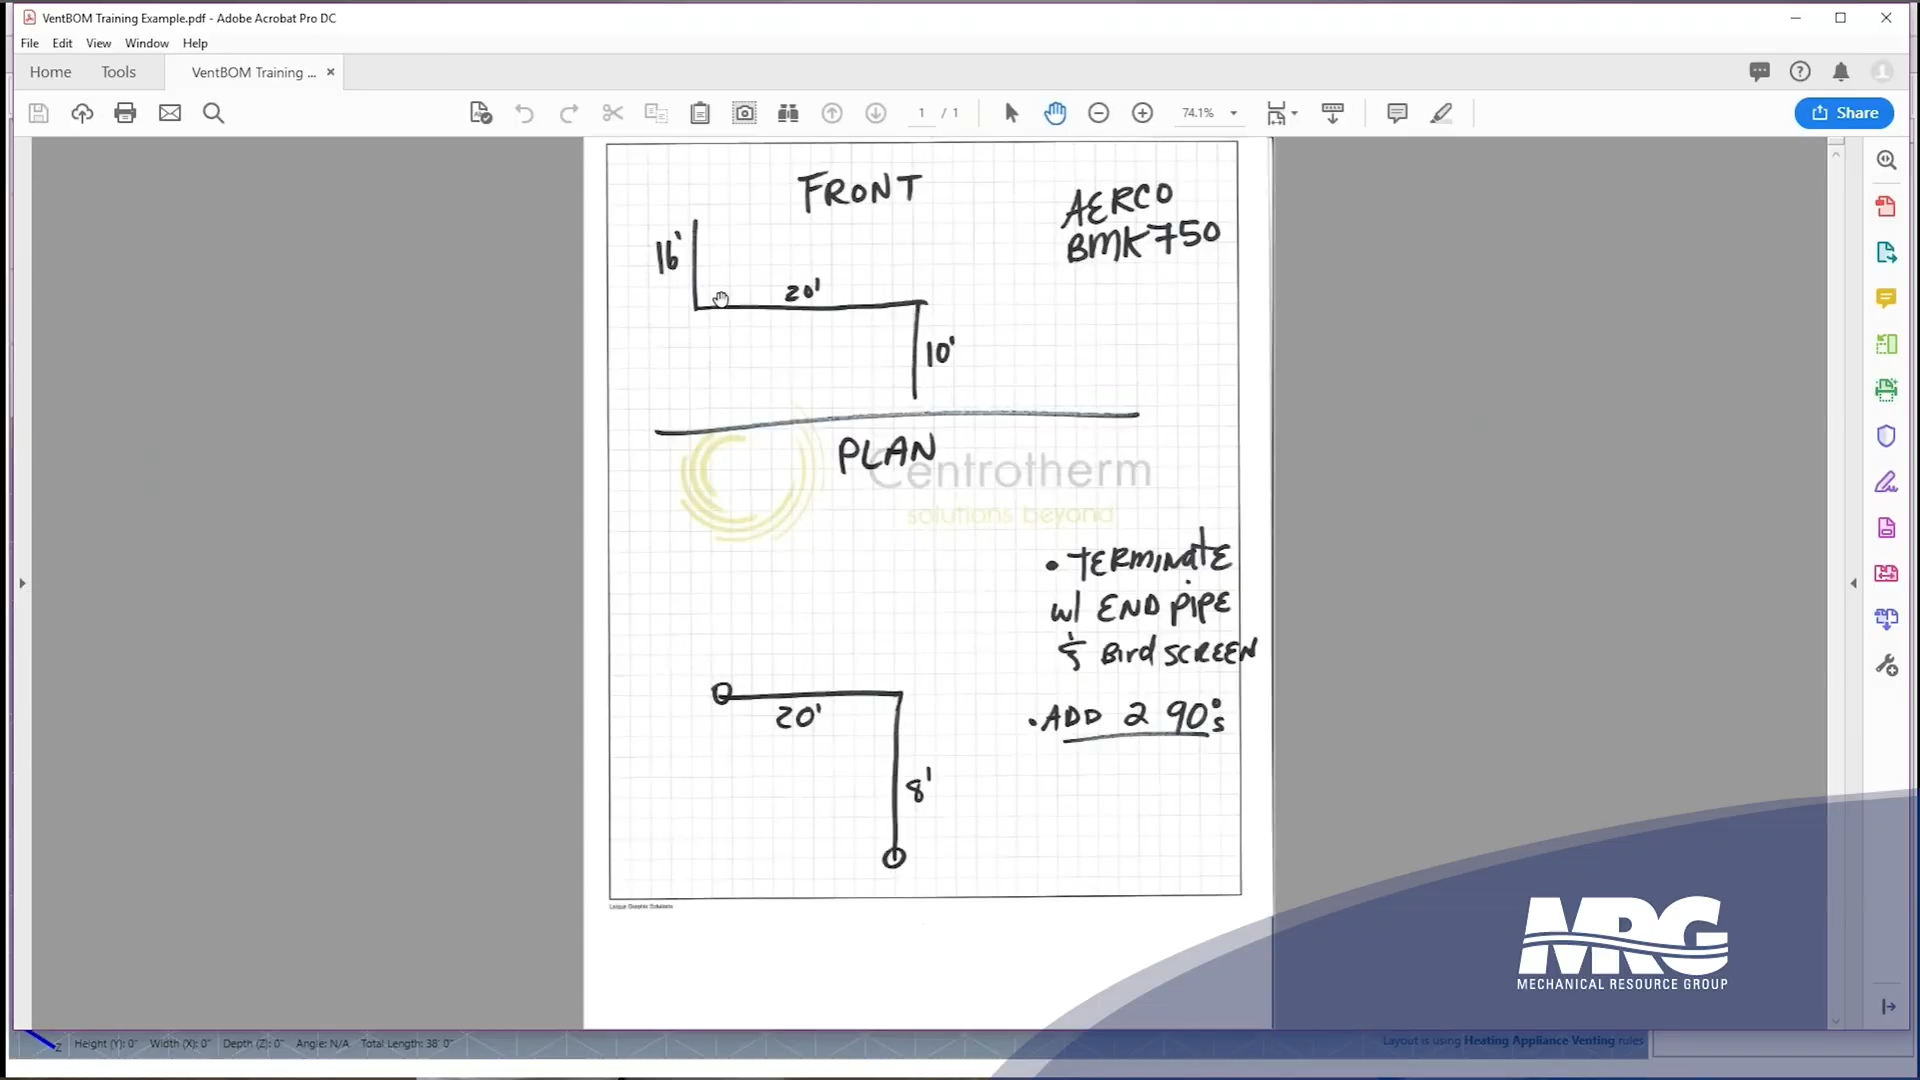 VentBOM Training Example.pdf - Adobe Acrobat Pro DC
File Edit View Window Help
Home Tools VentBOM Training ... ×
1 / 1 74.1% Share
FRONT
AERCO
BMK750
16'
20'
10'
PLAN
Centrotherm
solutions beyond
• TERMINATE
w/ END PIPE
& Bird SCREEN
• ADD 2 90°s
20'
8'
MRG
MECHANICAL RESOURCE GROUP
Z Height (Y): 0" Width (X): 0" Depth (Z): 0" Angle: N/A Total Length: 38' 0"
Layout is using Heating Appliance Venting rules